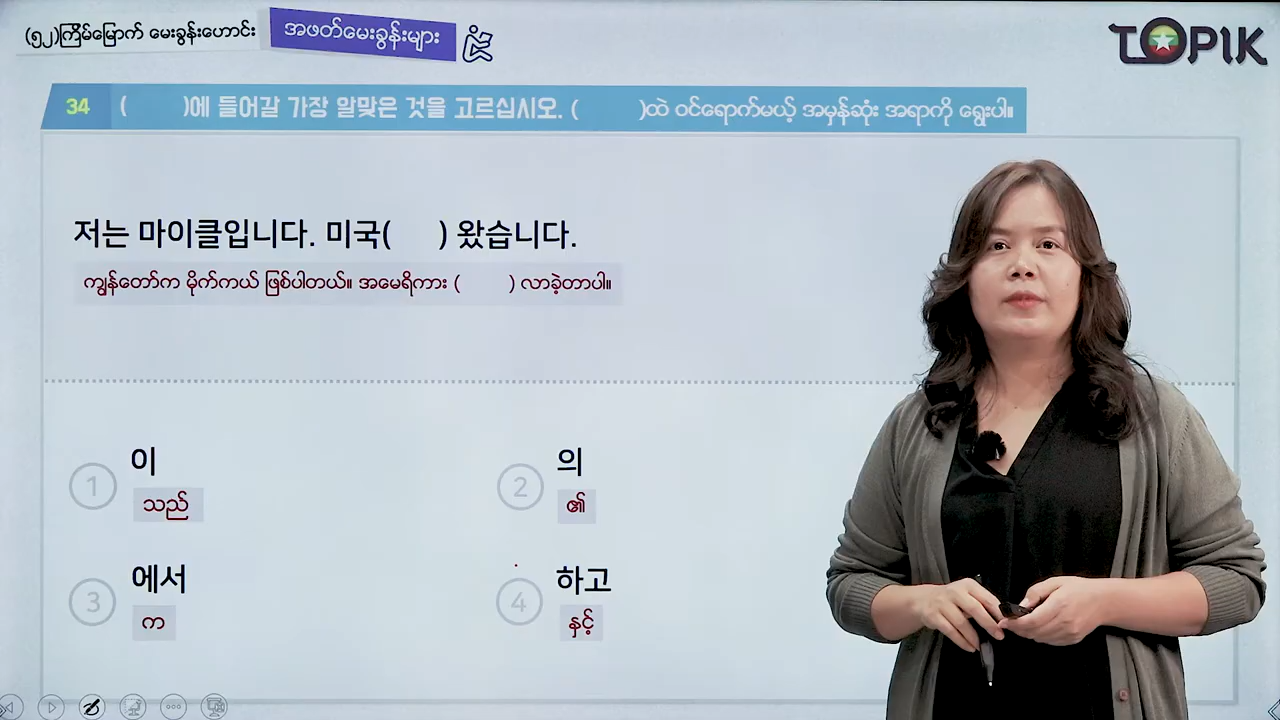 (၅၂)ကြိမ်မြောက် မေးခွန်းဟောင်း
အဖတ်မေးခွန်းများ
TOPIK
34 ( )에 들어갈 가장 알맞은 것을 고르십시오. ( )ထဲ ဝင်ရောက်မယ့် အမှန်ဆုံး အရာကို ရွေးပါ။
저는 마이클입니다. 미국( ) 왔습니다.
ကျွန်တော်က မိုက်ကယ် ဖြစ်ပါတယ်။ အမေရိကား ( ) လာခဲ့တာပါ။
1 이
သည်
2 의
၏
3 에서
က
4 하고
နှင့်